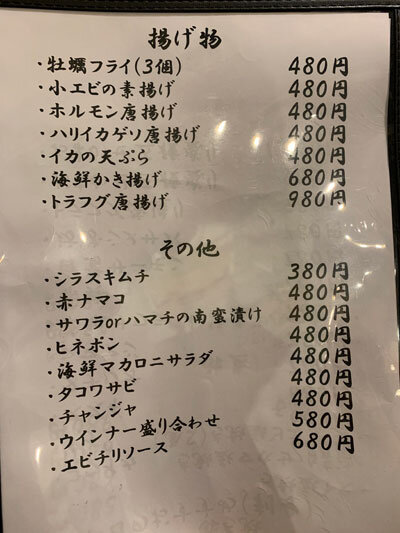 揚げ物
・牡蠣フライ(3個) 480円
・小エビの素揚げ 480円
・ホルモン唐揚げ 480円
・ハリイカゲソ唐揚げ 480円
・イカの天ぷら 480円
・海鮮かき揚げ 680円
・トラフグ唐揚げ 980円
その他
・シラスキムチ 380円
・赤ナマコ 480円
・サワラorハマチの南蛮漬け 480円
・ヒネポン 480円
・海鮮マカロニサラダ 480円
・タコワサビ 480円
・チャンジャ 480円
・ウインナー盛り合わせ 580円
・エビチリソース 680円